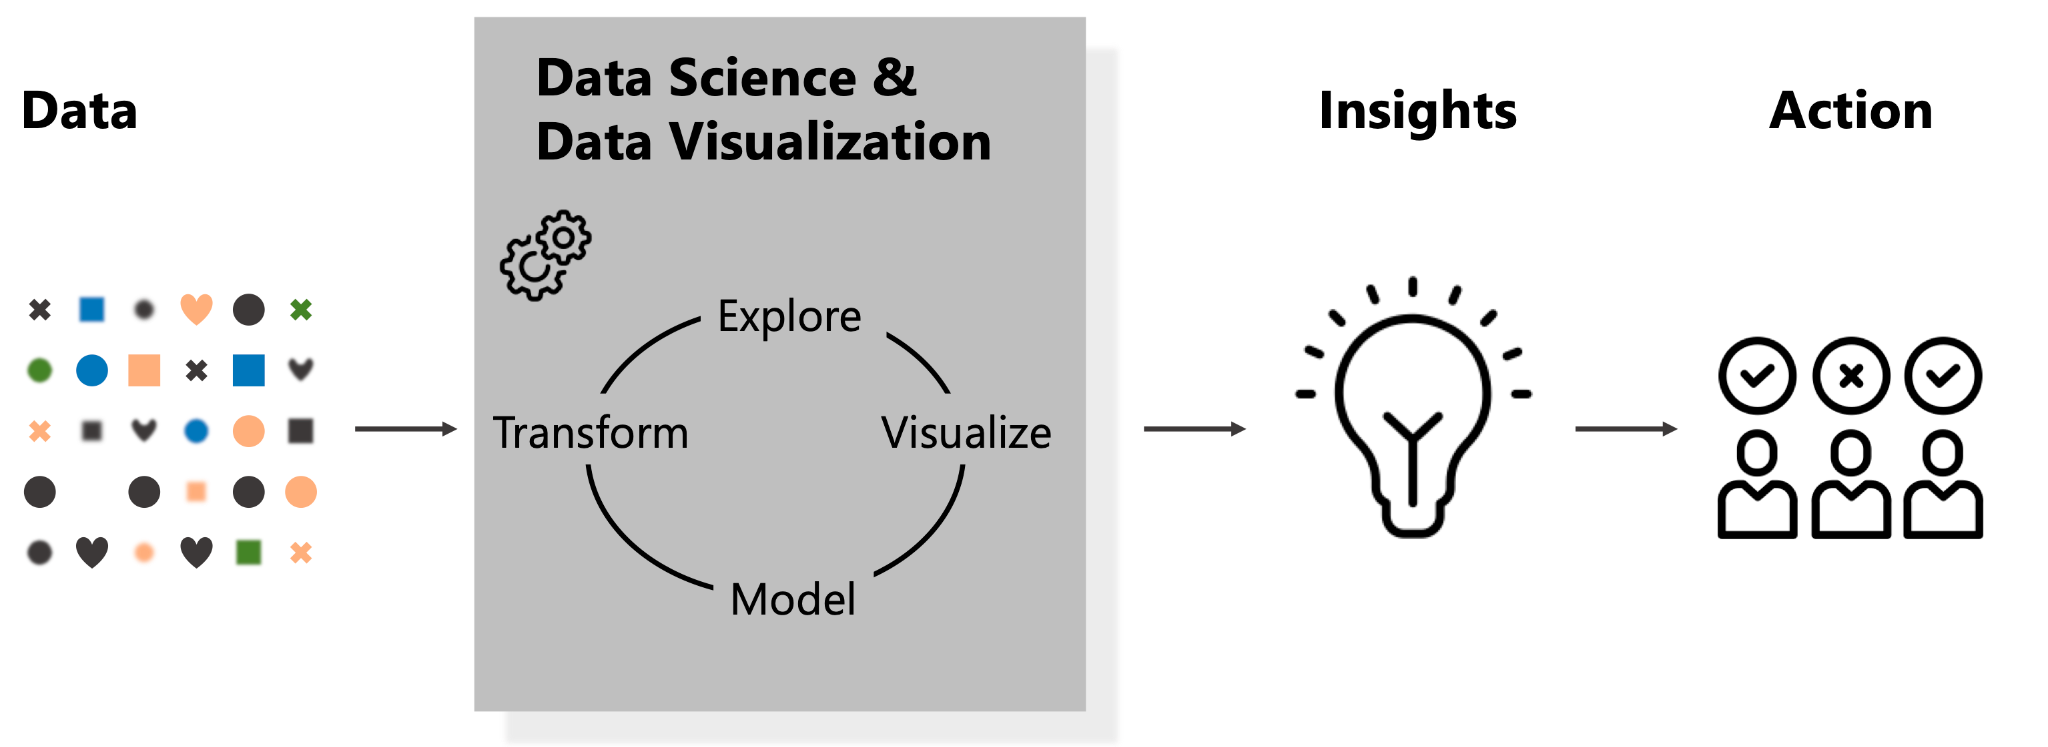 Data
Data Science &
Data Visualization
Insights
Action
Explore
Transform
Visualize
Model